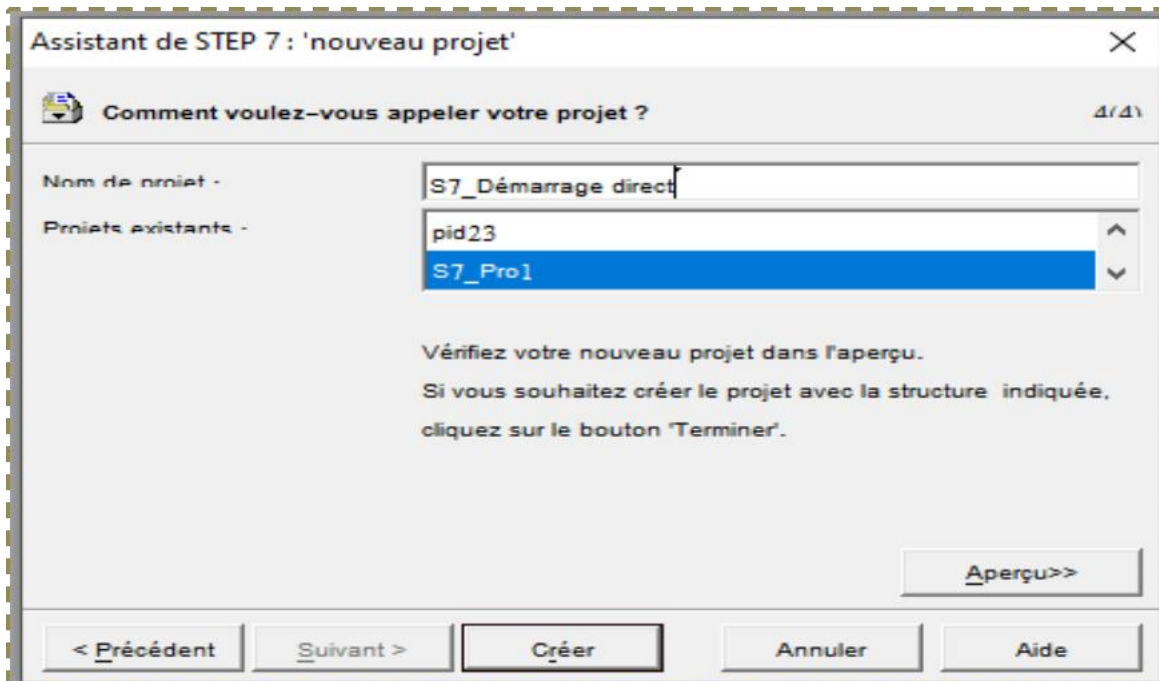 Assistant de STEP 7 : 'nouveau projet'
Comment voulez-vous appeler votre projet ?
4(4)
Nom de projet :
S7_Démarrage direct
Projets existants :
pid23
S7_Pro1
Vérifiez votre nouveau projet dans l'aperçu.
Si vous souhaitez créer le projet avec la structure indiquée,
cliquez sur le bouton 'Terminer'.
Aperçu>>
< Précédent
Suivant >
Créer
Annuler
Aide